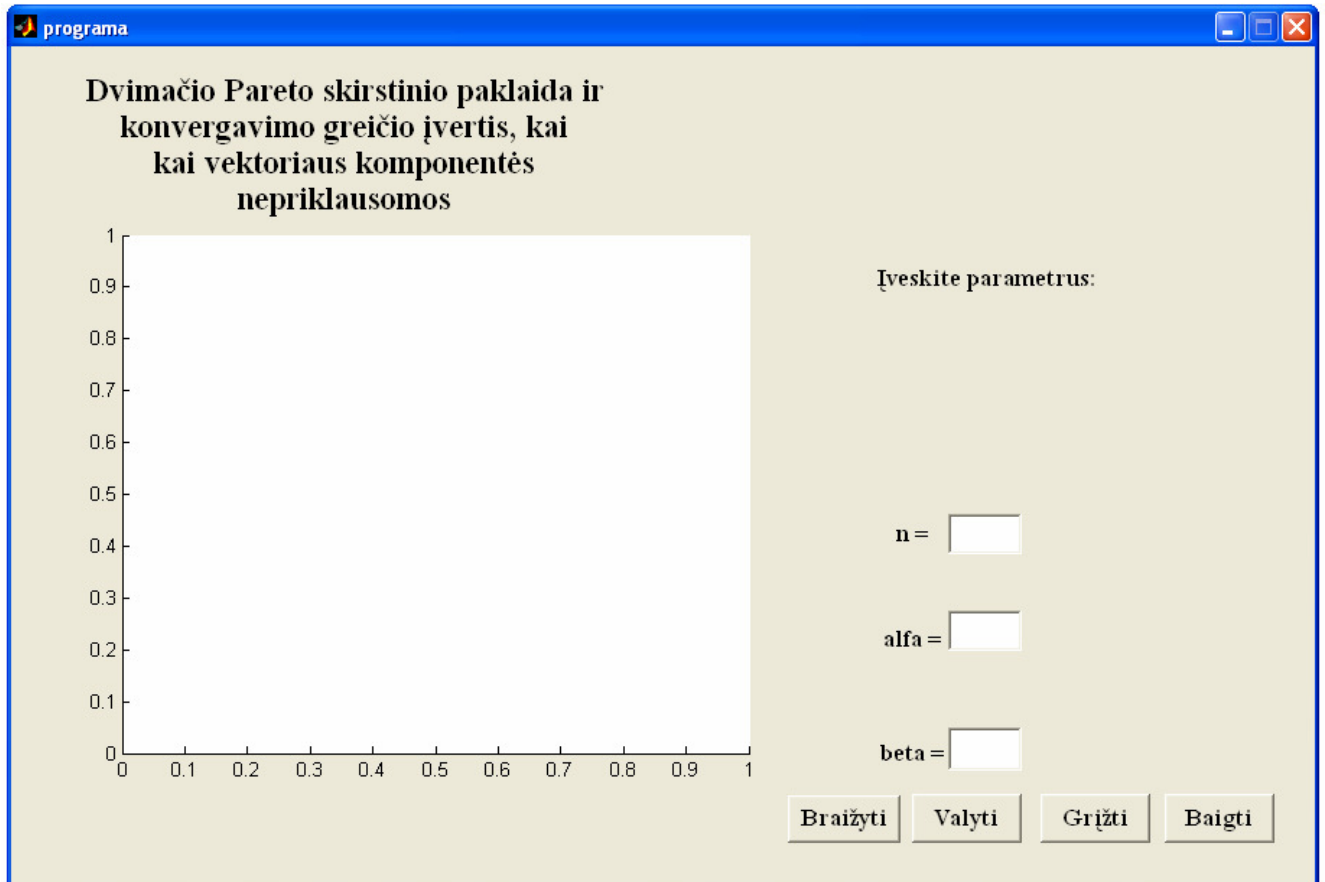 programa
Dvimačio Pareto skirstinio paklaida ir
konvergavimo greičio įvertis, kai
kai vektoriaus komponentės
nepriklausomos
1
0.9
0.8
0.7
0.6
0.5
0.4
0.3
0.2
0.1
0
0 0.1 0.2 0.3 0.4 0.5 0.6 0.7 0.8 0.9 1
Įveskite parametrus:
n =
alfa =
beta =
Braižyti Valyti Grįžti Baigti